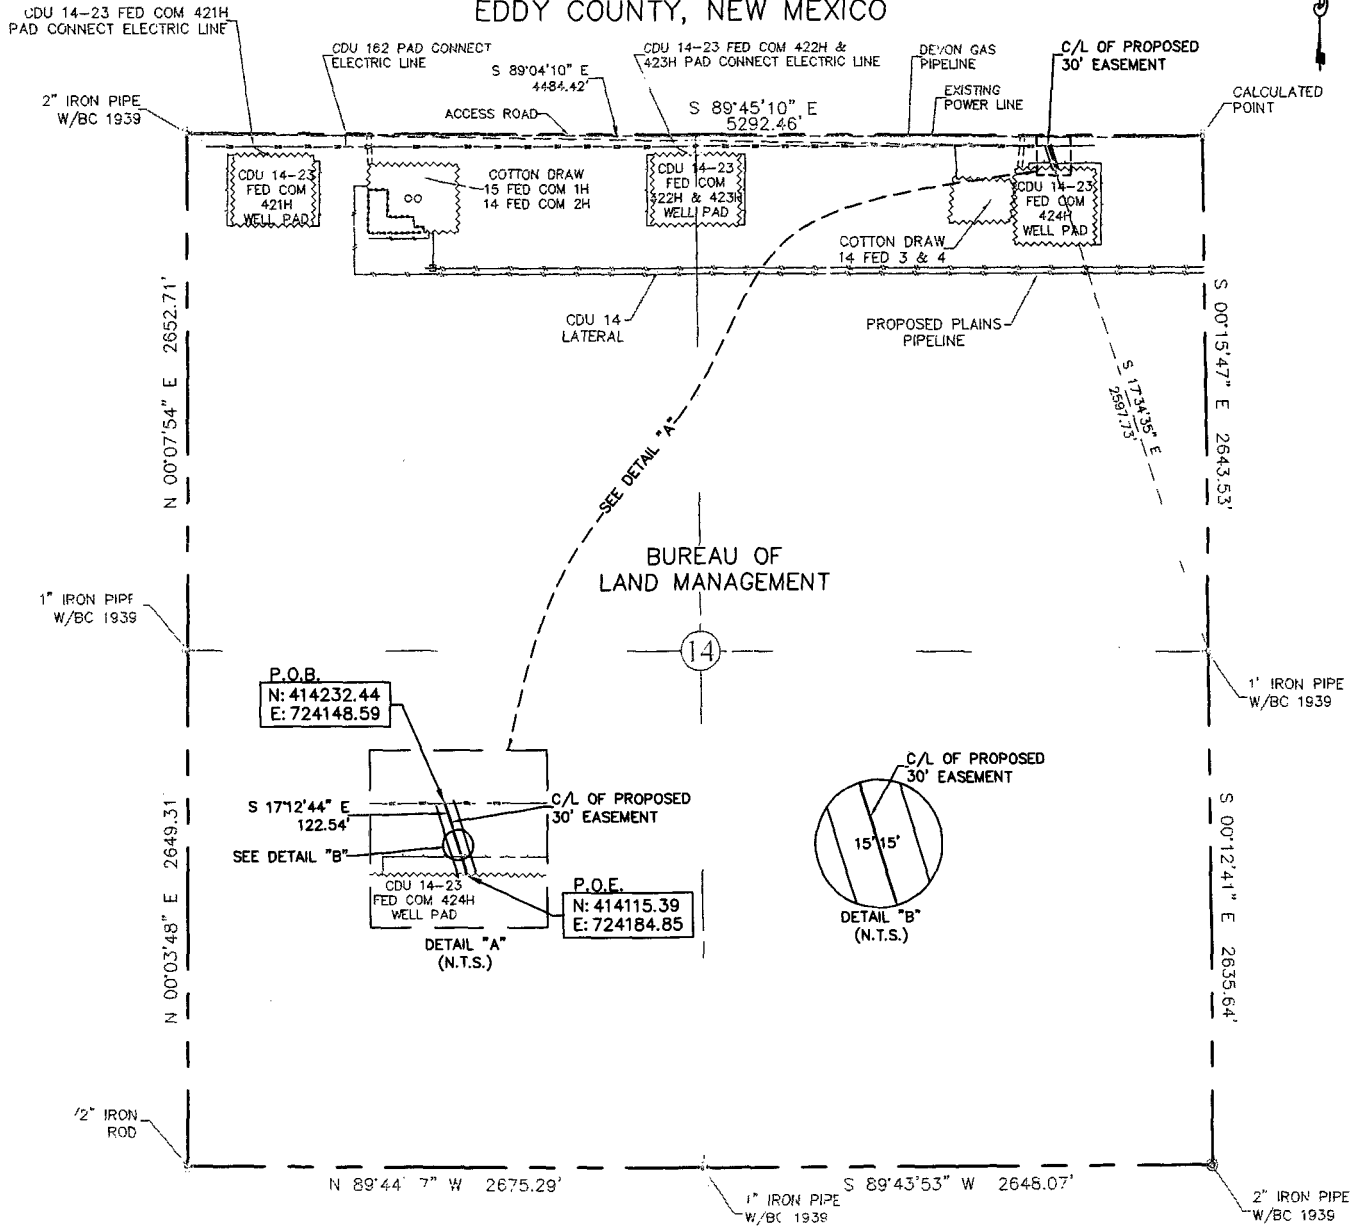 EDDY COUNTY, NEW MEXICO
CDU 14-23 FED COM 421H
PAD CONNECT ELECTRIC LINE
CDU 162 PAD CONNECT
ELECTRIC LINE
S 89°04'10" E
4484.42'
CDU 14-23 FED COM 422H &
423H PAD CONNECT ELECTRIC LINE
DEVON GAS
PIPELINE
C/L OF PROPOSED
30' EASEMENT
2" IRON PIPE
W/BC 1939
ACCESS ROAD
S 89°45'10" E
5292.46'
EXISTING
POWER LINE
CALCULATED
POINT
CDU 14-23
FED COM
421H
WELL PAD
COTTON DRAW
15 FED COM 1H
14 FED COM 2H
CDU 14-23
FED COM
422H & 423H
WELL PAD
COTTON DRAW
14 FED 3 & 4
CDU 14-23
FED COM
424H
WELL PAD
CDU 14
LATERAL
PROPOSED PLAINS
PIPELINE
N 00°07'54" E 2652.71'
S 00°15'47" E 2643.53'
S 17°34'35" E
2597.73'
SEE DETAIL "A"
BUREAU OF
LAND MANAGEMENT
14
1" IRON PIPE
W/BC 1939
1" IRON PIPE
W/BC 1939
P.O.B.
N: 414232.44
E: 724148.59
S 17°12'44" E
122.54'
C/L OF PROPOSED
30' EASEMENT
SEE DETAIL "B"
CDU 14-23
FED COM 424H
WELL PAD
P.O.E.
N: 414115.39
E: 724184.85
DETAIL "A"
(N.T.S.)
C/L OF PROPOSED
30' EASEMENT
15' 15'
DETAIL "B"
(N.T.S.)
N 00°03'48" E 2649.31
S 00°12'41" E 2635.64'
/2" IRON
ROD
N 89°44' 7" W 2675.29'
1" IRON PIPE
W/BC 1939
S 89°43'53" W 2648.07'
2" IRON PIPE
W/BC 1939